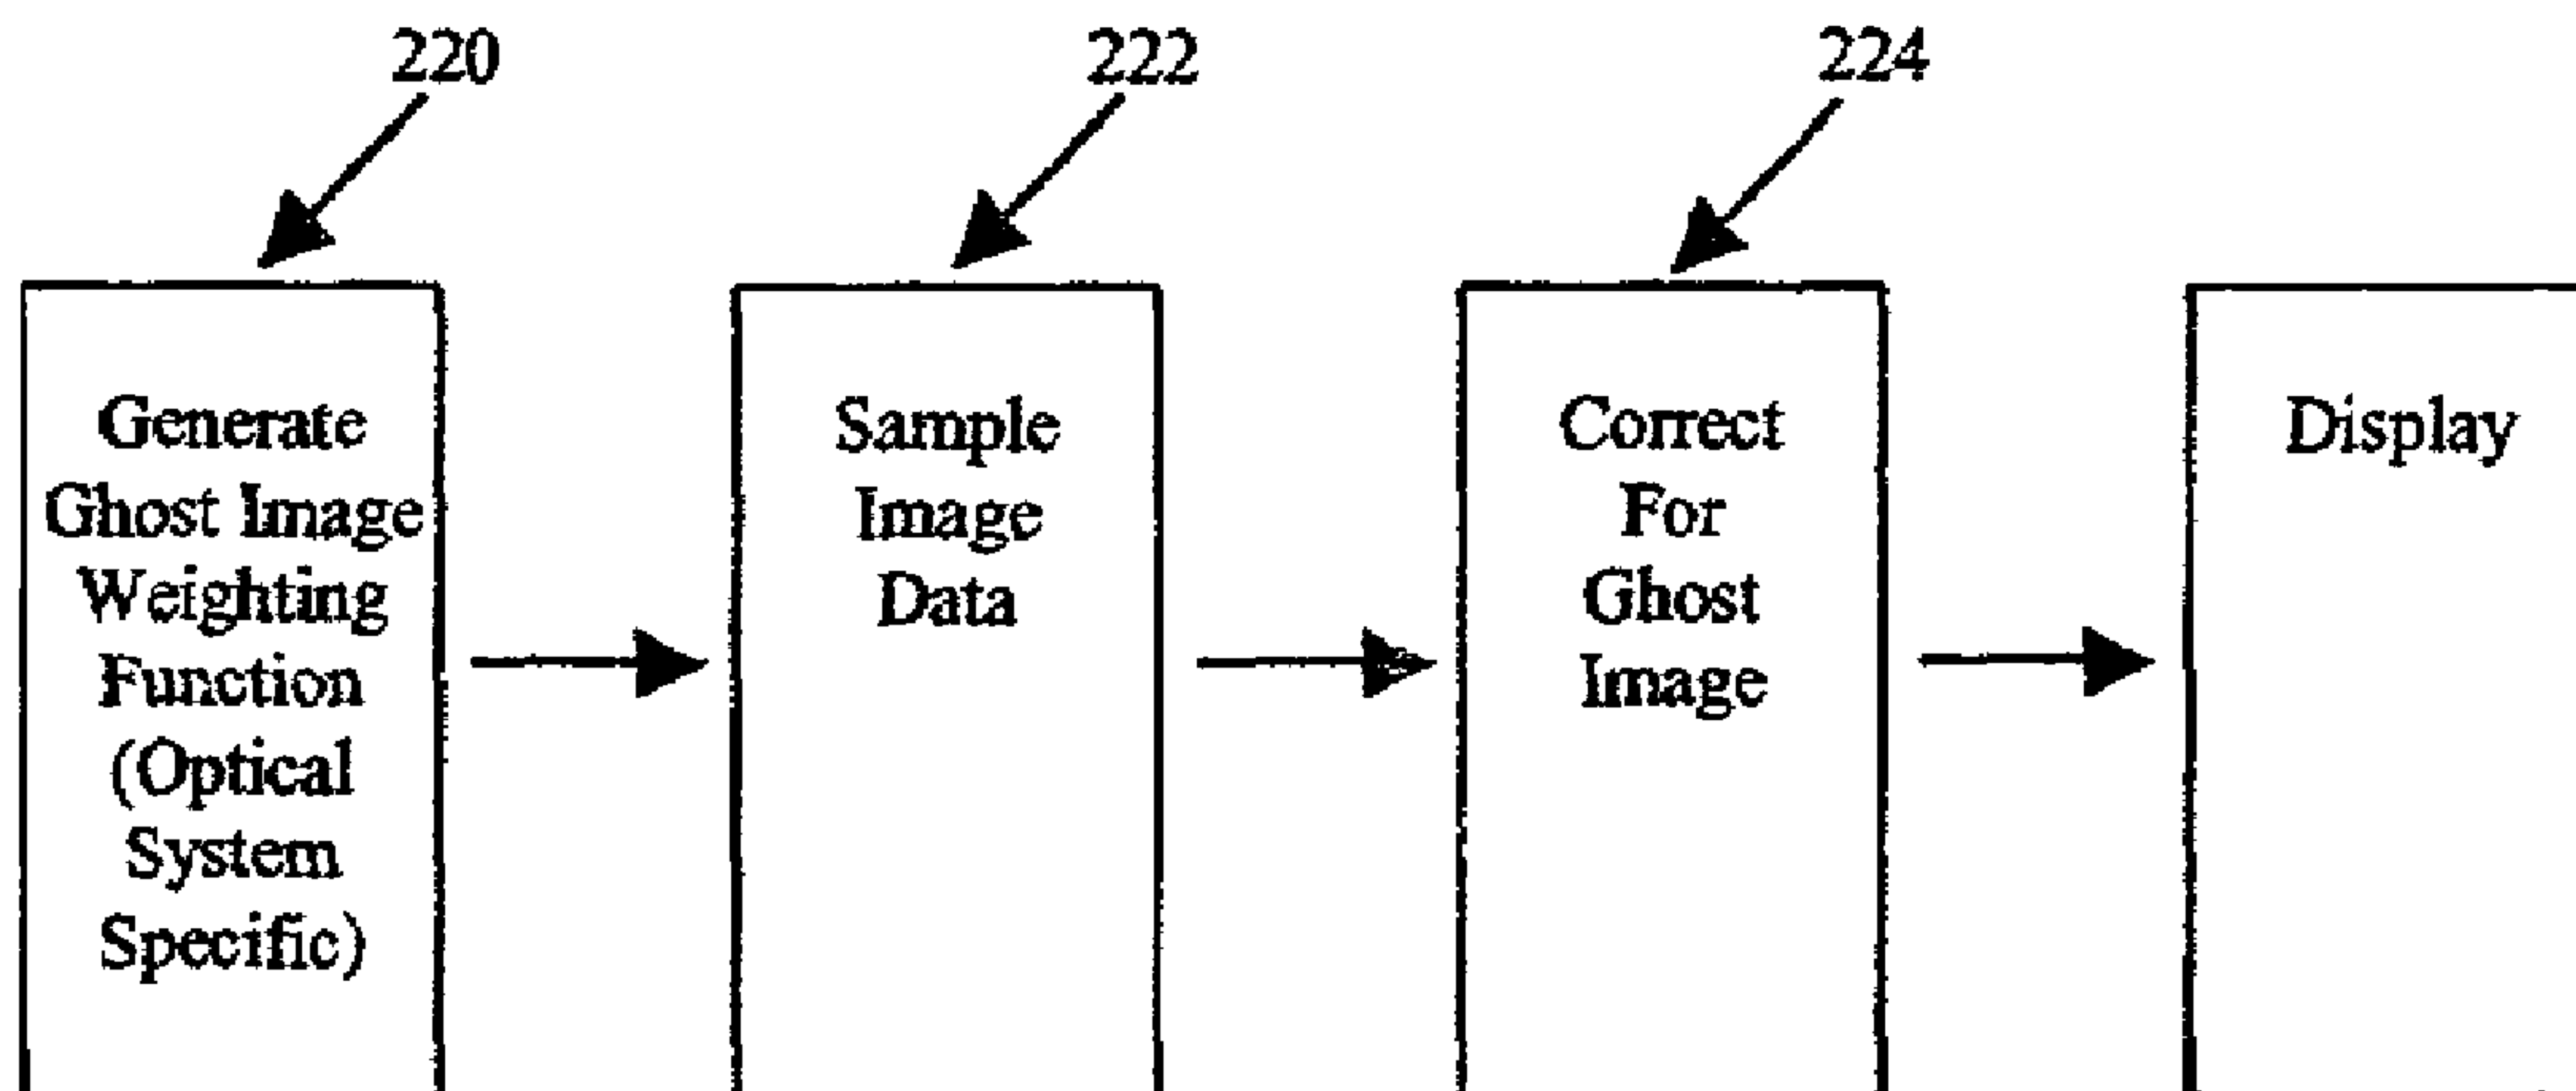 220
222
224
Generate
Ghost Image
Weighting
Function
(Optical
System
Specific)
Sample
Image
Data
Correct
For
Ghost
Image
Display